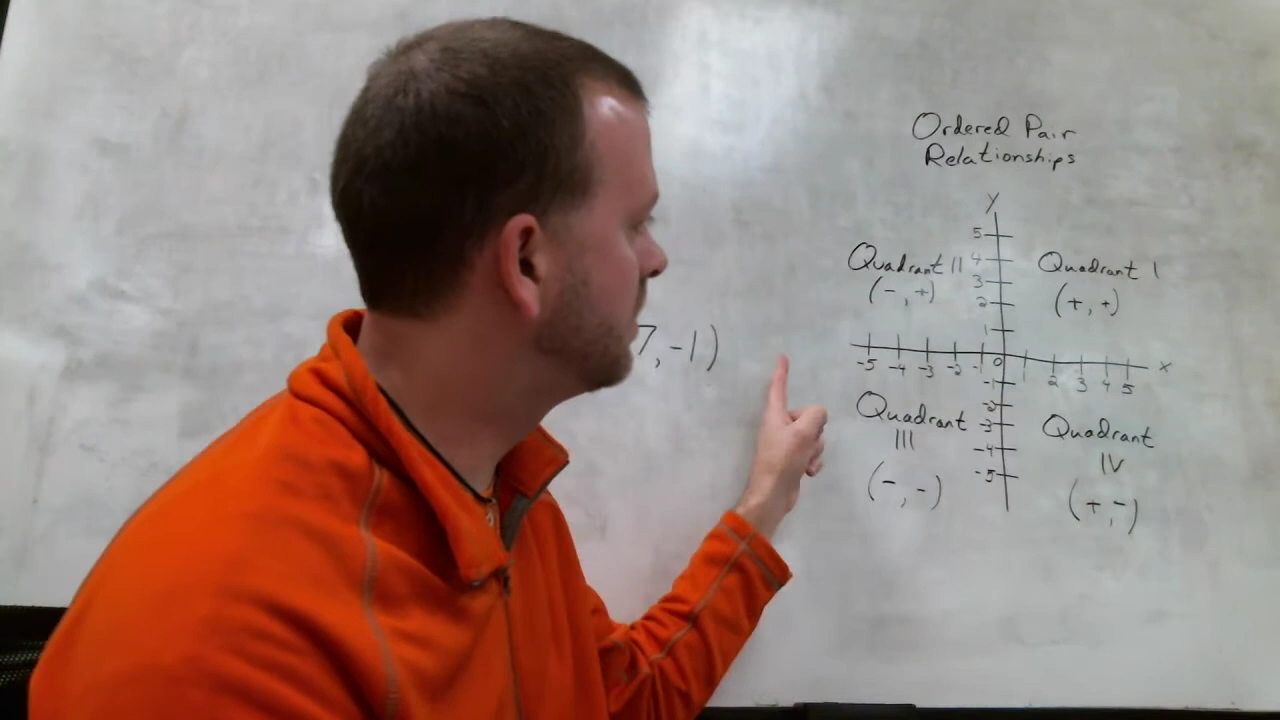 Ordered Pair
Relationships
y
5
Quadrant II
4
Quadrant I
3
(-,+)
2
(+,+)
1
7,-1)
-5 -4 -3 -2 -1 0 1 2 3 4 5 x
-1
-2
Quadrant
III
-3
Quadrant
IV
-4
-5
(-,-)
(+,-)